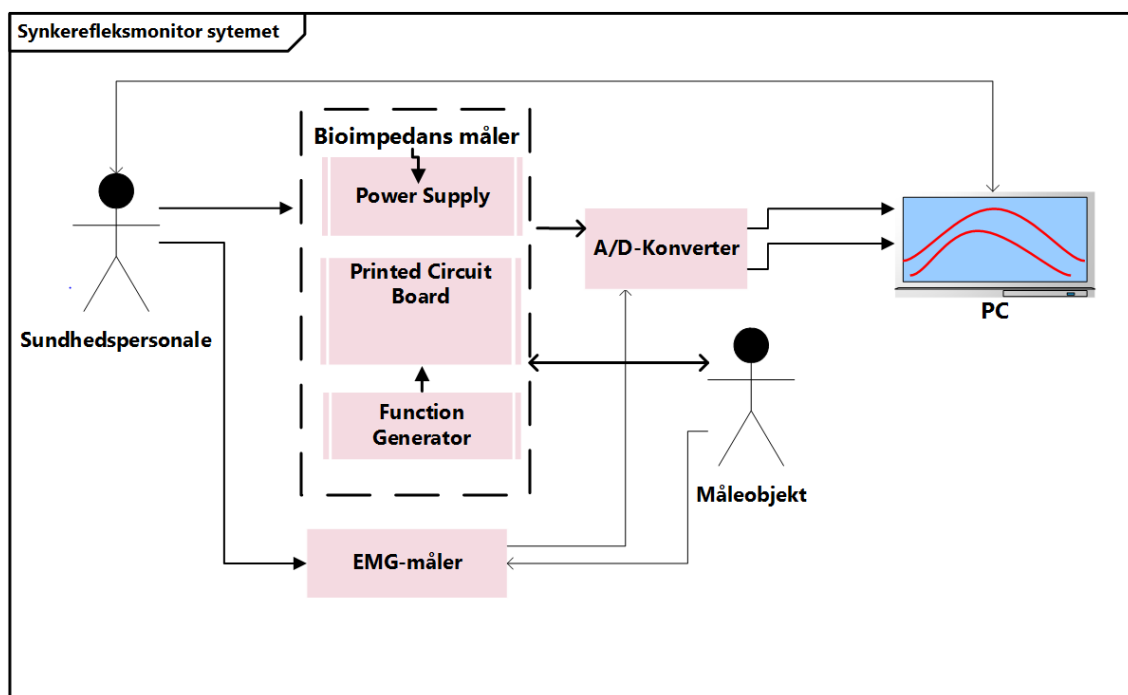 Synkerefleksmonitor sytemet
Bioimpedans måler
Power Supply
A/D-Konverter
Printed Circuit
Board
PC
Sundhedspersonale
Function
Generator
Måleobjekt
EMG-måler